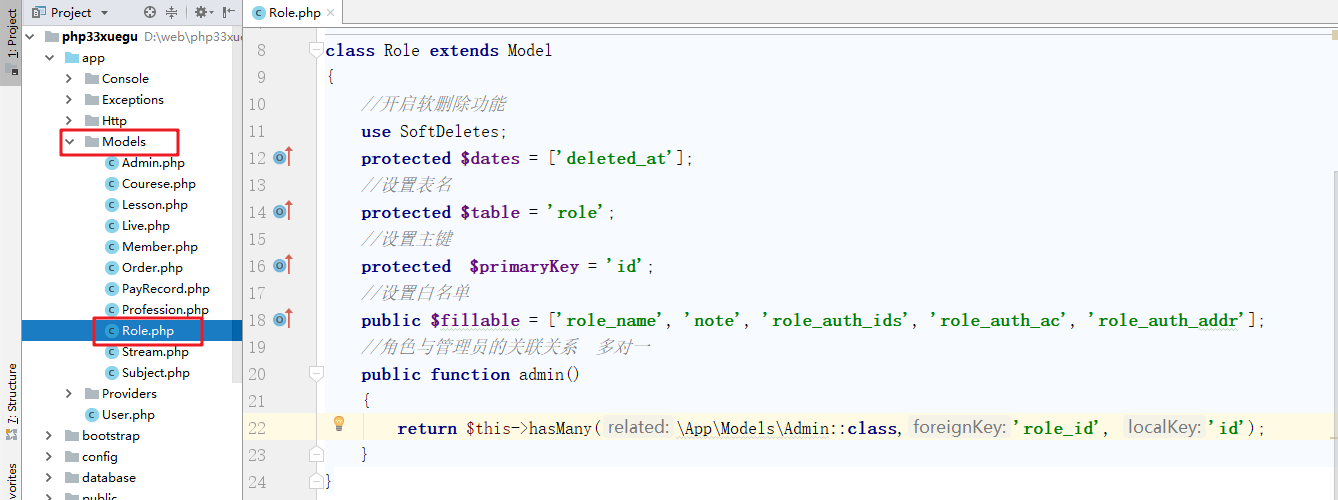 Project
Role.php
1: Project
php33xuegu D:\web\php33xueg
app
Console
Exceptions
Http
Models
Admin.php
Courese.php
Lesson.php
Live.php
Member.php
Order.php
PayRecord.php
Profession.php
Role.php
Stream.php
Subject.php
Providers
User.php
bootstrap
config
database
public
7: Structure
vorites
8 class Role extends Model
9 {
10 //开启软删除功能
11 use SoftDeletes;
12 protected $dates = ['deleted_at'];
13 //设置表名
14 protected $table = 'role';
15 //设置主键
16 protected $primaryKey = 'id';
17 //设置白名单
18 public $fillable = ['role_name', 'note', 'role_auth_ids', 'role_auth_ac', 'role_auth_addr'];
19 //角色与管理员的关联关系 多对一
20 public function admin()
21 {
22 return $this->hasMany( related: \App\Models\Admin::class, foreignKey: 'role_id', localKey: 'id');
23 }
24 }